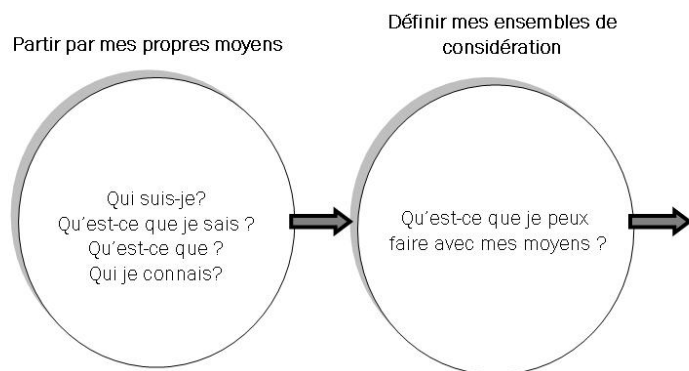 Partir par mes propres moyens
Définir mes ensembles de
considération
Qui suis-je?
Qu'est-ce que je sais ?
Qu'est-ce que ?
Qui je connais?
Qu'est-ce que je peux
faire avec mes moyens ?